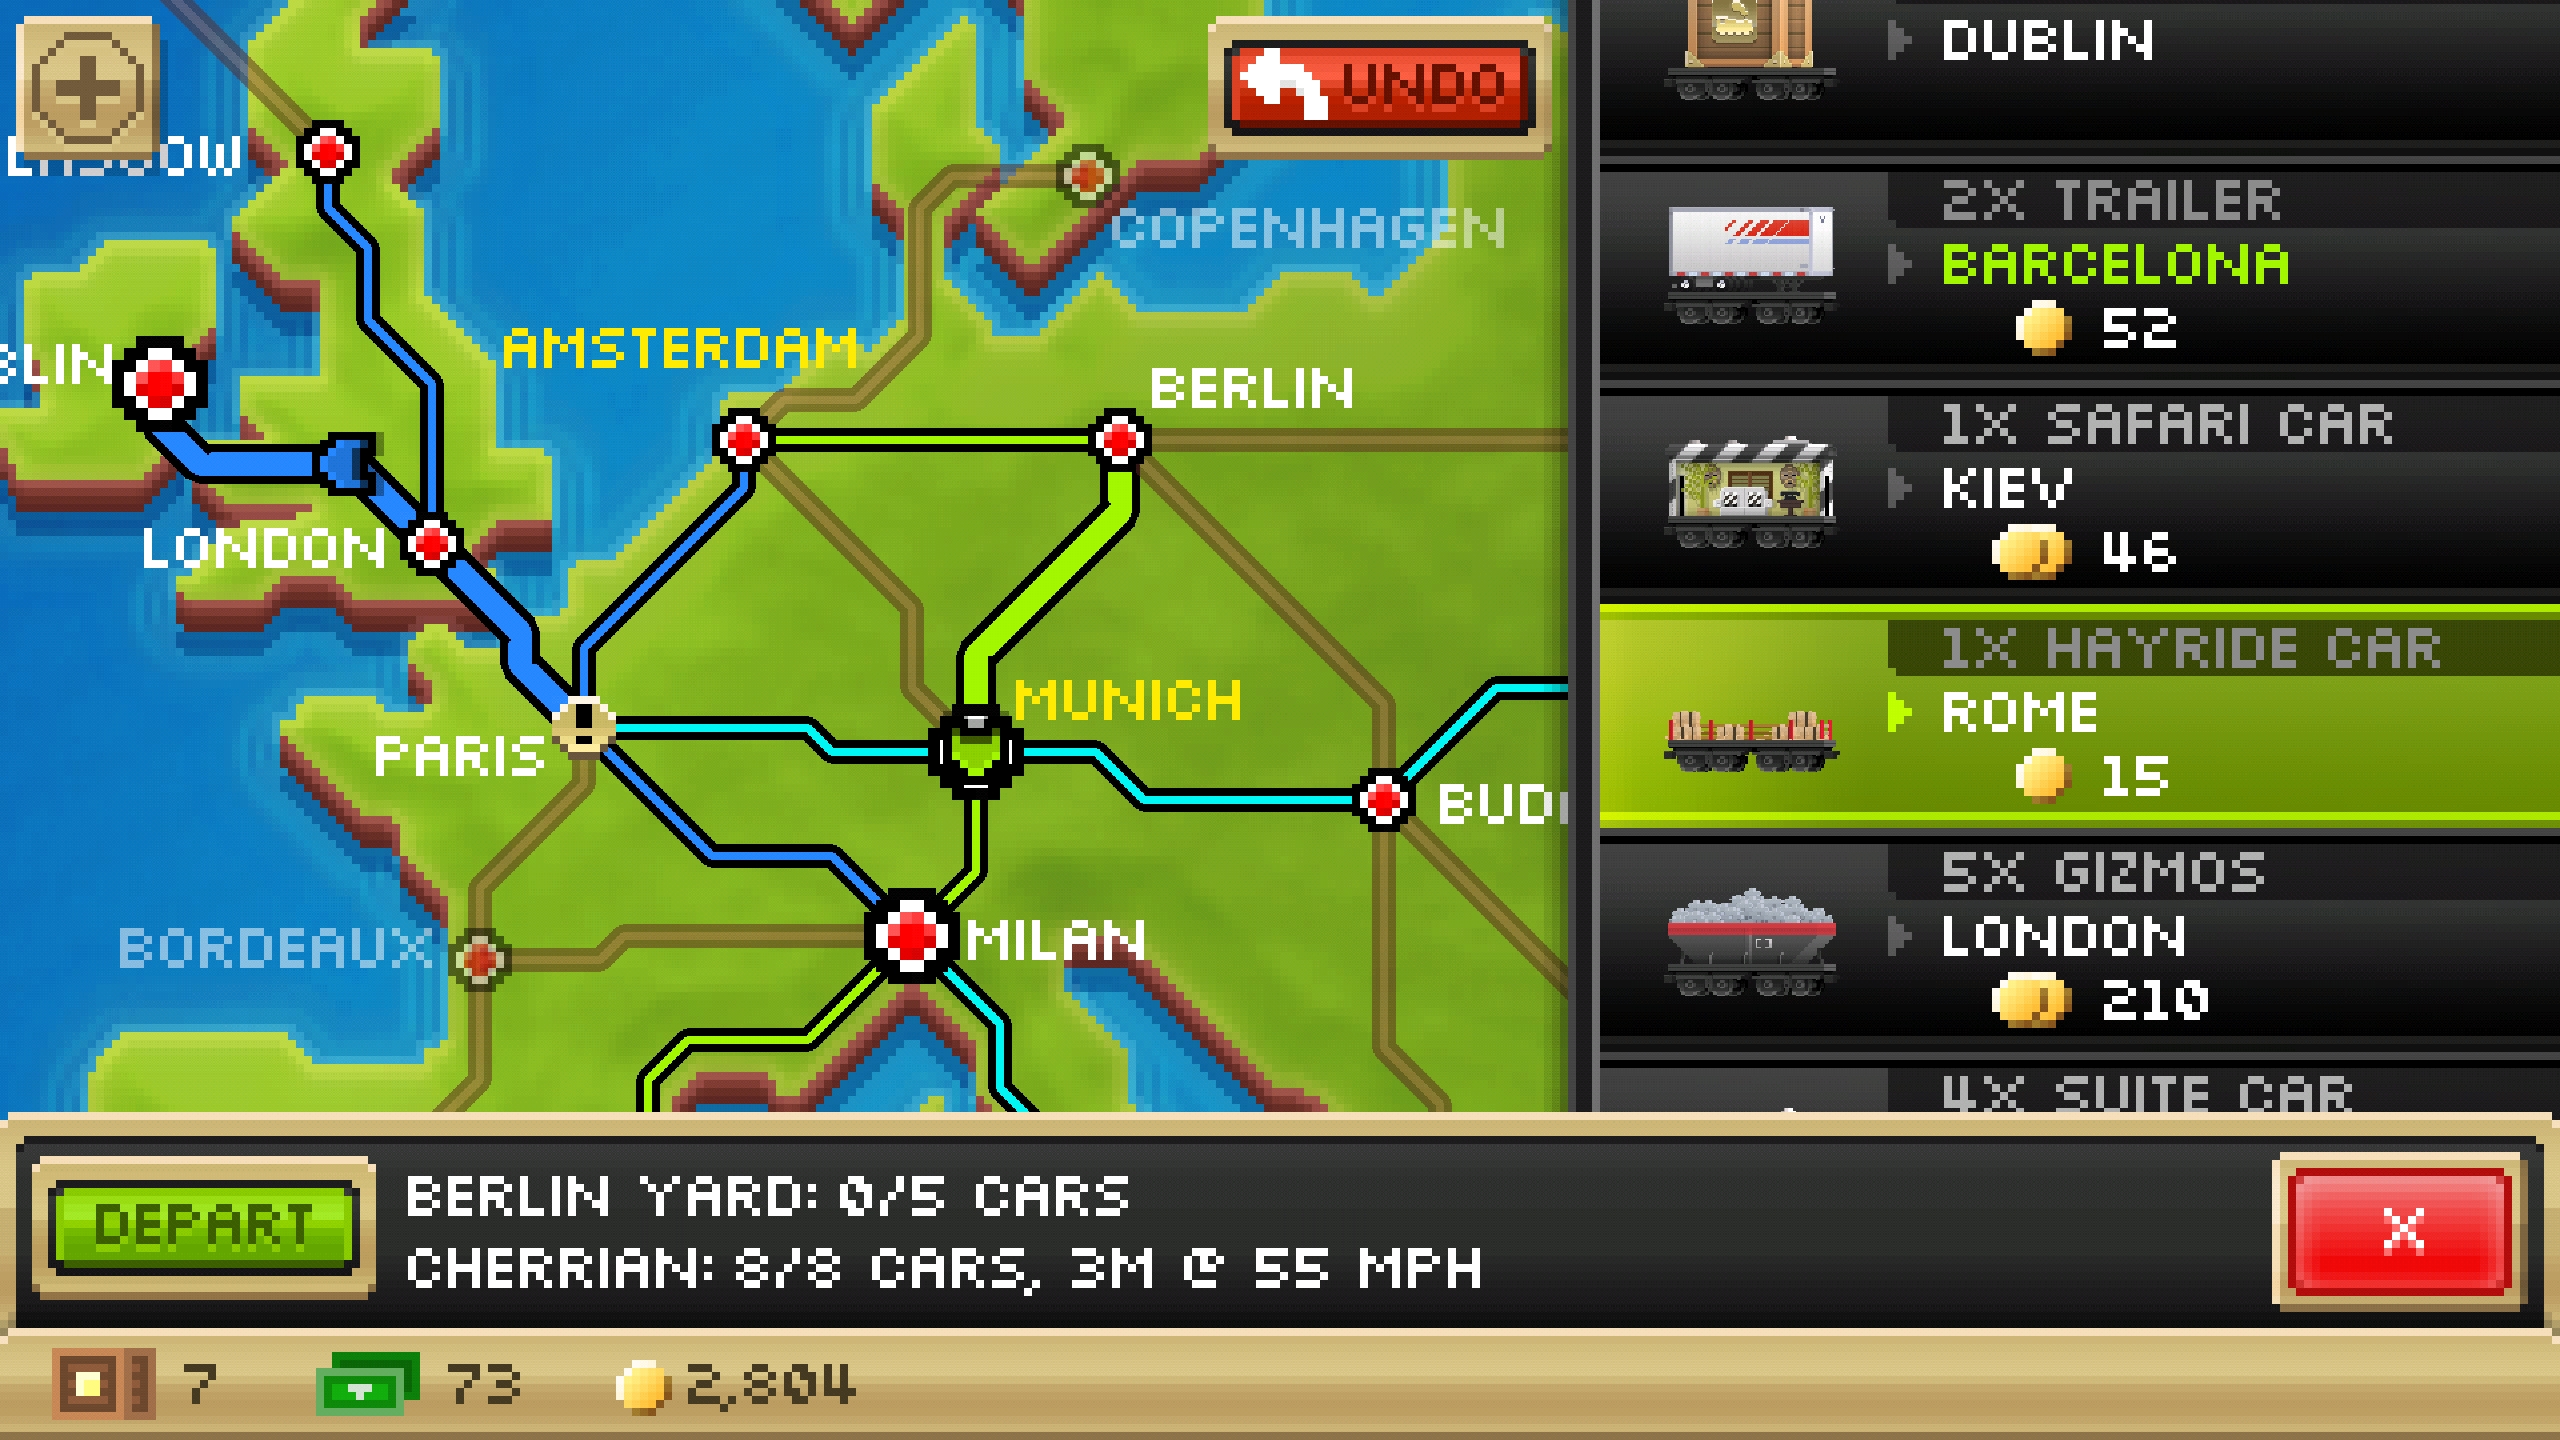 UNDO
COPENHAGEN
AMSTERDAM
BERLIN
LONDON
MUNICH
PARIS
MILAN
BORDEAUX
DUBLIN
2X TRAILER
BARCELONA
52
1X SAFARI CAR
KIEV
46
1X HAYRIDE CAR
ROME
15
5X GIZMOS
LONDON
210
4X SUITE CAR
DEPART
BERLIN YARD: 0/5 CARS
CHERRIAN: 8/8 CARS, 3M @ 55 MPH
X
7
73
2,804